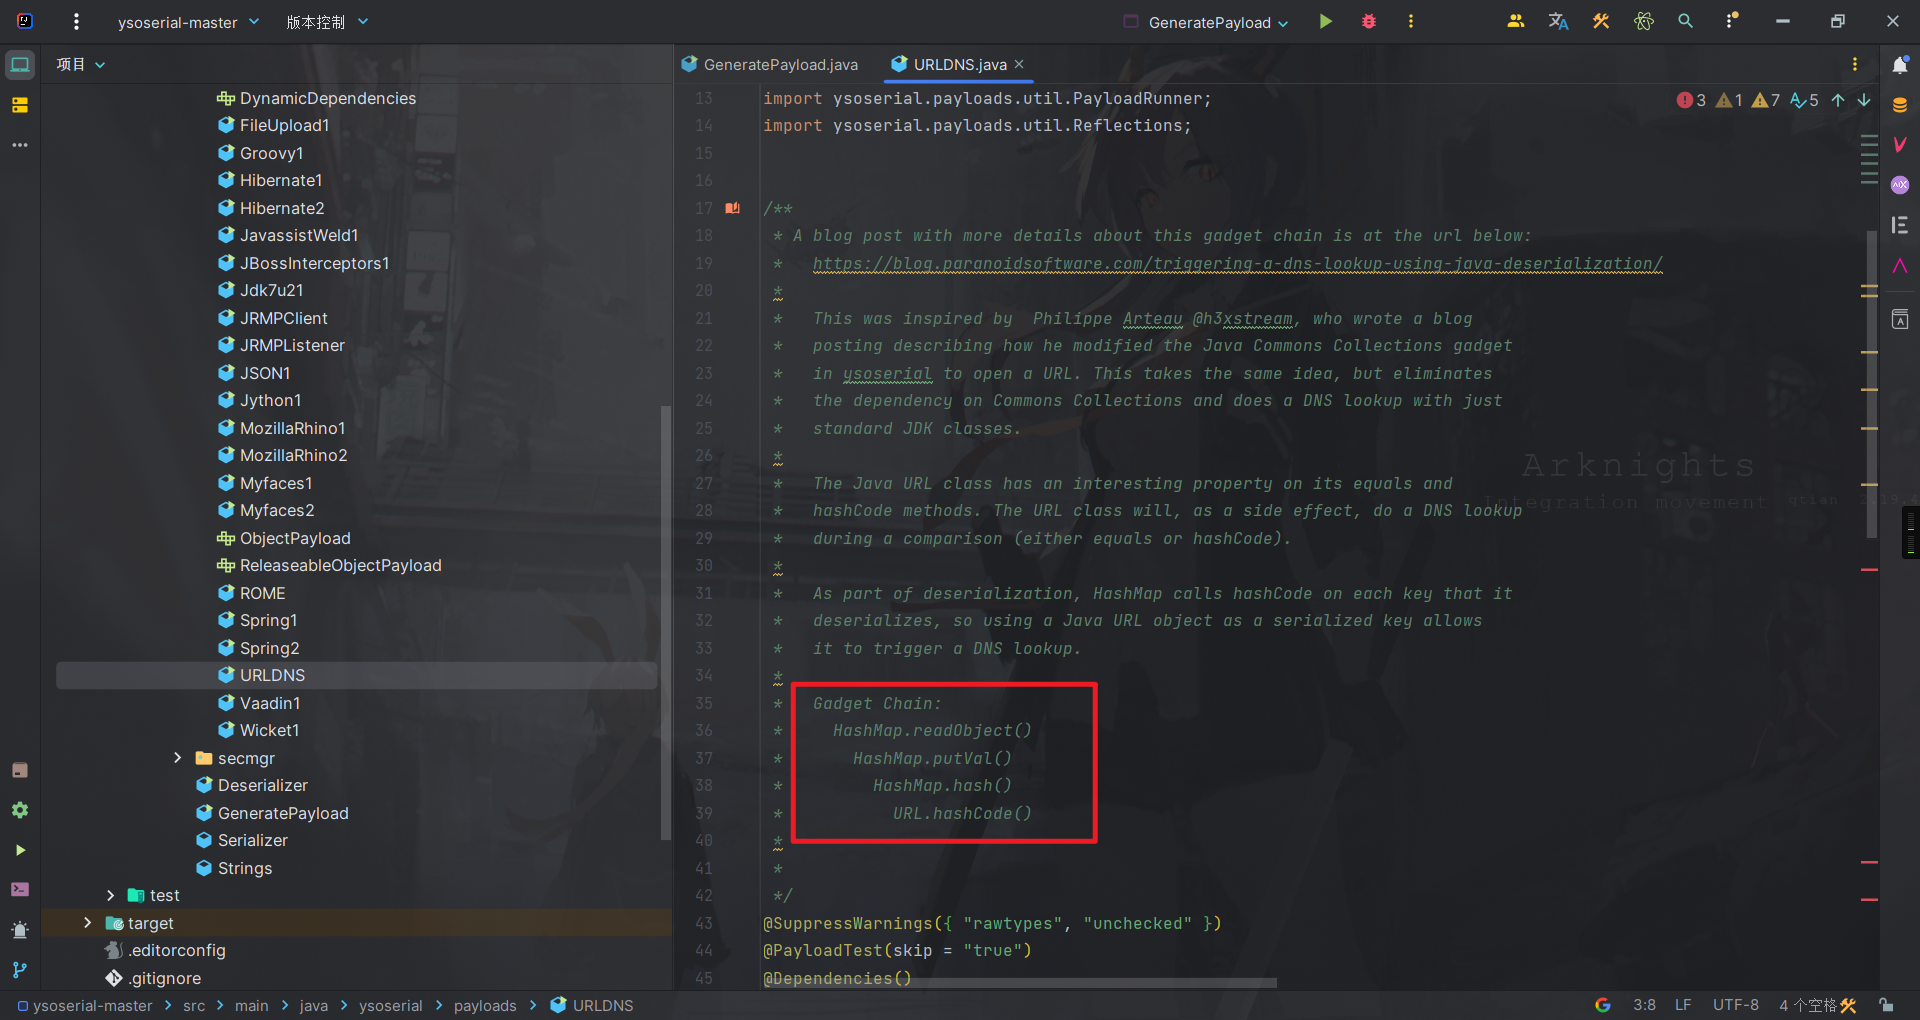 ysoserial-master
版本控制
GeneratePayload
项目
GeneratePayload.java
URLDNS.java
DynamicDependencies
FileUpload1
Groovy1
Hibernate1
Hibernate2
JavassistWeld1
JBossInterceptors1
Jdk7u21
JRMPClient
JRMPListener
JSON1
Jython1
MozillaRhino1
MozillaRhino2
Myfaces1
Myfaces2
ObjectPayload
ReleaseableObjectPayload
ROME
Spring1
Spring2
URLDNS
Vaadin1
Wicket1
secmgr
Deserializer
GeneratePayload
Serializer
Strings
test
target
.editorconfig
.gitignore
3 1 7 5
13 import ysoserial.payloads.util.PayloadRunner;
14 import ysoserial.payloads.util.Reflections;
15
16
17 /**
18 * A blog post with more details about this gadget chain is at the url below:
19 *   https://blog.paranoidsoftware.com/triggering-a-dns-lookup-using-java-deserialization/
20 *
21 *   This was inspired by  Philippe Arteau @h3xstream, who wrote a blog
22 *   posting describing how he modified the Java Commons Collections gadget
23 *   in ysoserial to open a URL. This takes the same idea, but eliminates
24 *   the dependency on Commons Collections and does a DNS lookup with just
25 *   standard JDK classes.
26 *
27 *   The Java URL class has an interesting property on its equals and
28 *   hashCode methods. The URL class will, as a side effect, do a DNS lookup
29 *   during a comparison (either equals or hashCode).
30 *
31 *   As part of deserialization, HashMap calls hashCode on each key that it
32 *   deserializes, so using a Java URL object as a serialized key allows
33 *   it to trigger a DNS lookup.
34 *
35 *   Gadget Chain:
36 *     HashMap.readObject()
37 *       HashMap.putVal()
38 *         HashMap.hash()
39 *           URL.hashCode()
40 *
41 *
42 */
43 @SuppressWarnings({ "rawtypes", "unchecked" })
44 @PayloadTest(skip = "true")
45 @Dependencies()
Arknights
Integration movement
ysoserial-master > src > main > java > ysoserial > payloads > URLDNS
3:8 LF UTF-8 4 个空格